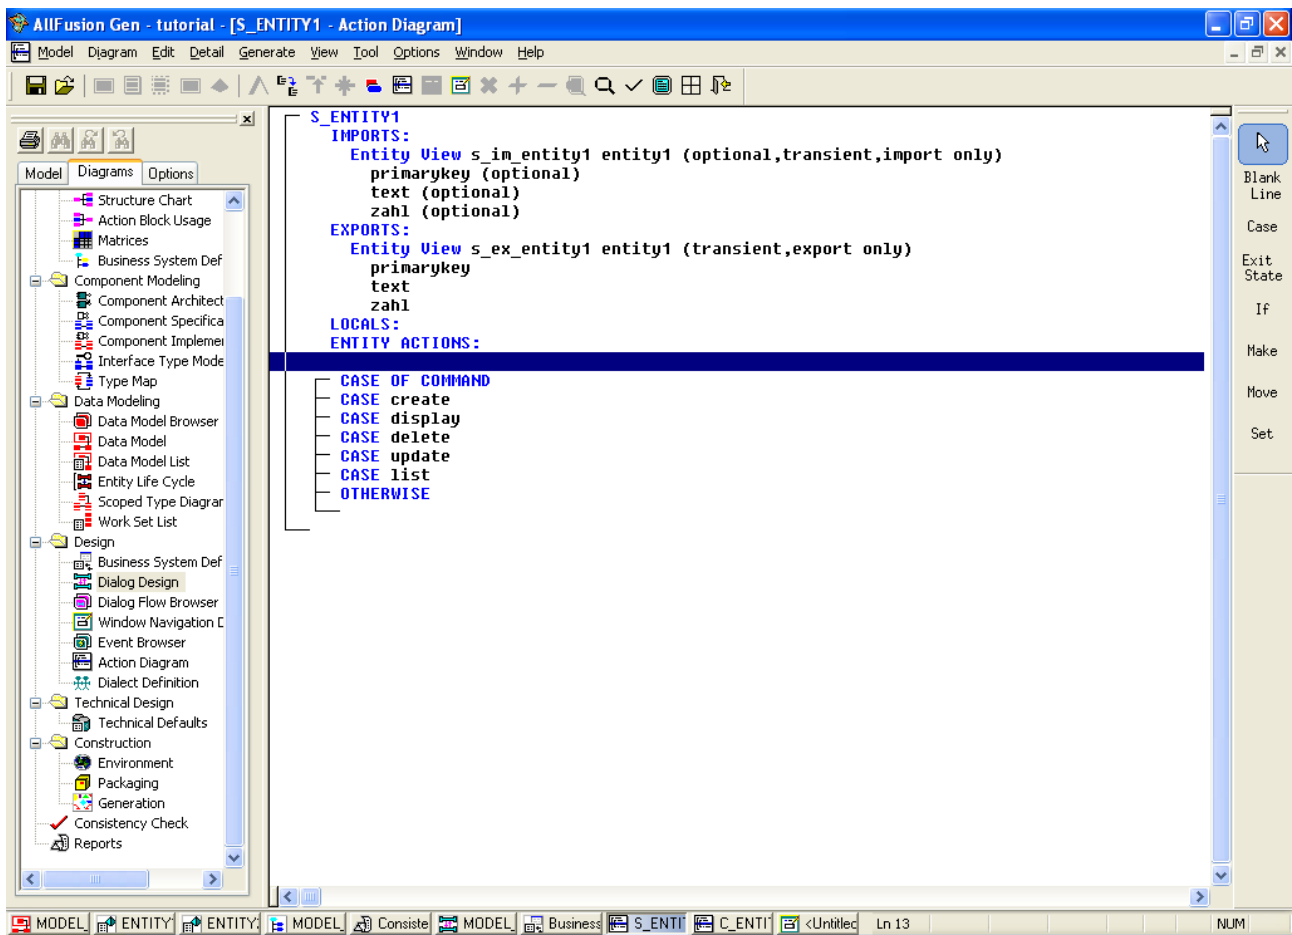 AllFusion Gen - tutorial - [S_ENTITY1 - Action Diagram]
Model Diagram Edit Detail Generate View Tool Options Window Help
Model Diagrams Options
Structure Chart
Action Block Usage
Matrices
Business System Def
Component Modeling
Component Architect
Component Specifica
Component Implemen
Interface Type Mode
Type Map
Data Modeling
Data Model Browser
Data Model
Data Model List
Entity Life Cycle
Scoped Type Diagrar
Work Set List
Design
Business System Def
Dialog Design
Dialog Flow Browser
Window Navigation D
Event Browser
Action Diagram
Dialect Definition
Technical Design
Technical Defaults
Construction
Environment
Packaging
Generation
Consistency Check
Reports
S_ENTITY1
IMPORTS:
Entity View s_im_entity1 entity1 (optional,transient,import only)
primarykey (optional)
text (optional)
zahl (optional)
EXPORTS:
Entity View s_ex_entity1 entity1 (transient,export only)
primarykey
text
zahl
LOCALS:
ENTITY ACTIONS:
CASE OF COMMAND
CASE create
CASE display
CASE delete
CASE update
CASE list
OTHERWISE
Blank
Line
Case
Exit
State
If
Make
Move
Set
MODEL_ ENTITY1 ENTITY1 MODEL_ Consiste MODEL_ Business S_ENTI C_ENTI <Untitled Ln 13 NUM